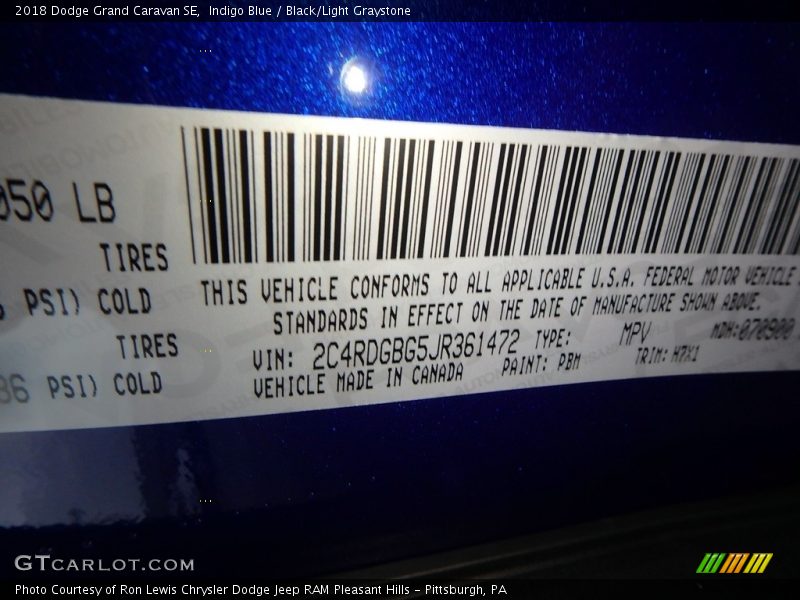 2018 Dodge Grand Caravan SE, Indigo Blue / Black/Light Graystone
050 LB
TIRES
PSI) COLD
TIRES
36 PSI) COLD
THIS VEHICLE CONFORMS TO ALL APPLICABLE U.S.A. FEDERAL MOTOR VEHICLE
STANDARDS IN EFFECT ON THE DATE OF MANUFACTURE SHOWN ABOVE.
VIN: 2C4RDGBG5JR361472 TYPE: MPV MDH:070900
VEHICLE MADE IN CANADA PAINT: PBM TRIM: H7X1
GTCARLOT.COM
Photo Courtesy of Ron Lewis Chrysler Dodge Jeep RAM Pleasant Hills - Pittsburgh, PA